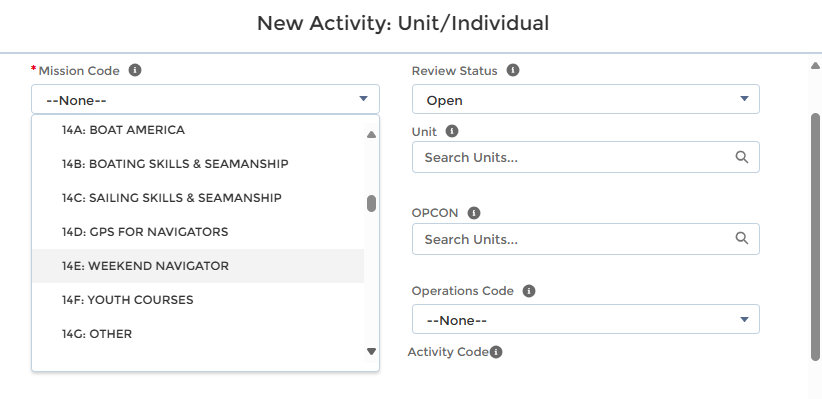 New Activity: Unit/Individual
*Mission Code
--None--
14A: BOAT AMERICA
14B: BOATING SKILLS & SEAMANSHIP
14C: SAILING SKILLS & SEAMANSHIP
14D: GPS FOR NAVIGATORS
14E: WEEKEND NAVIGATOR
14F: YOUTH COURSES
14G: OTHER
Review Status
Open
Unit
Search Units...
OPCON
Search Units...
Operations Code
--None--
Activity Code